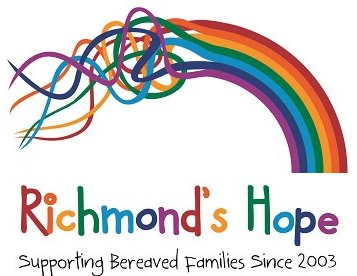 Richmond's Hope
Supporting Bereaved Families Since 2003